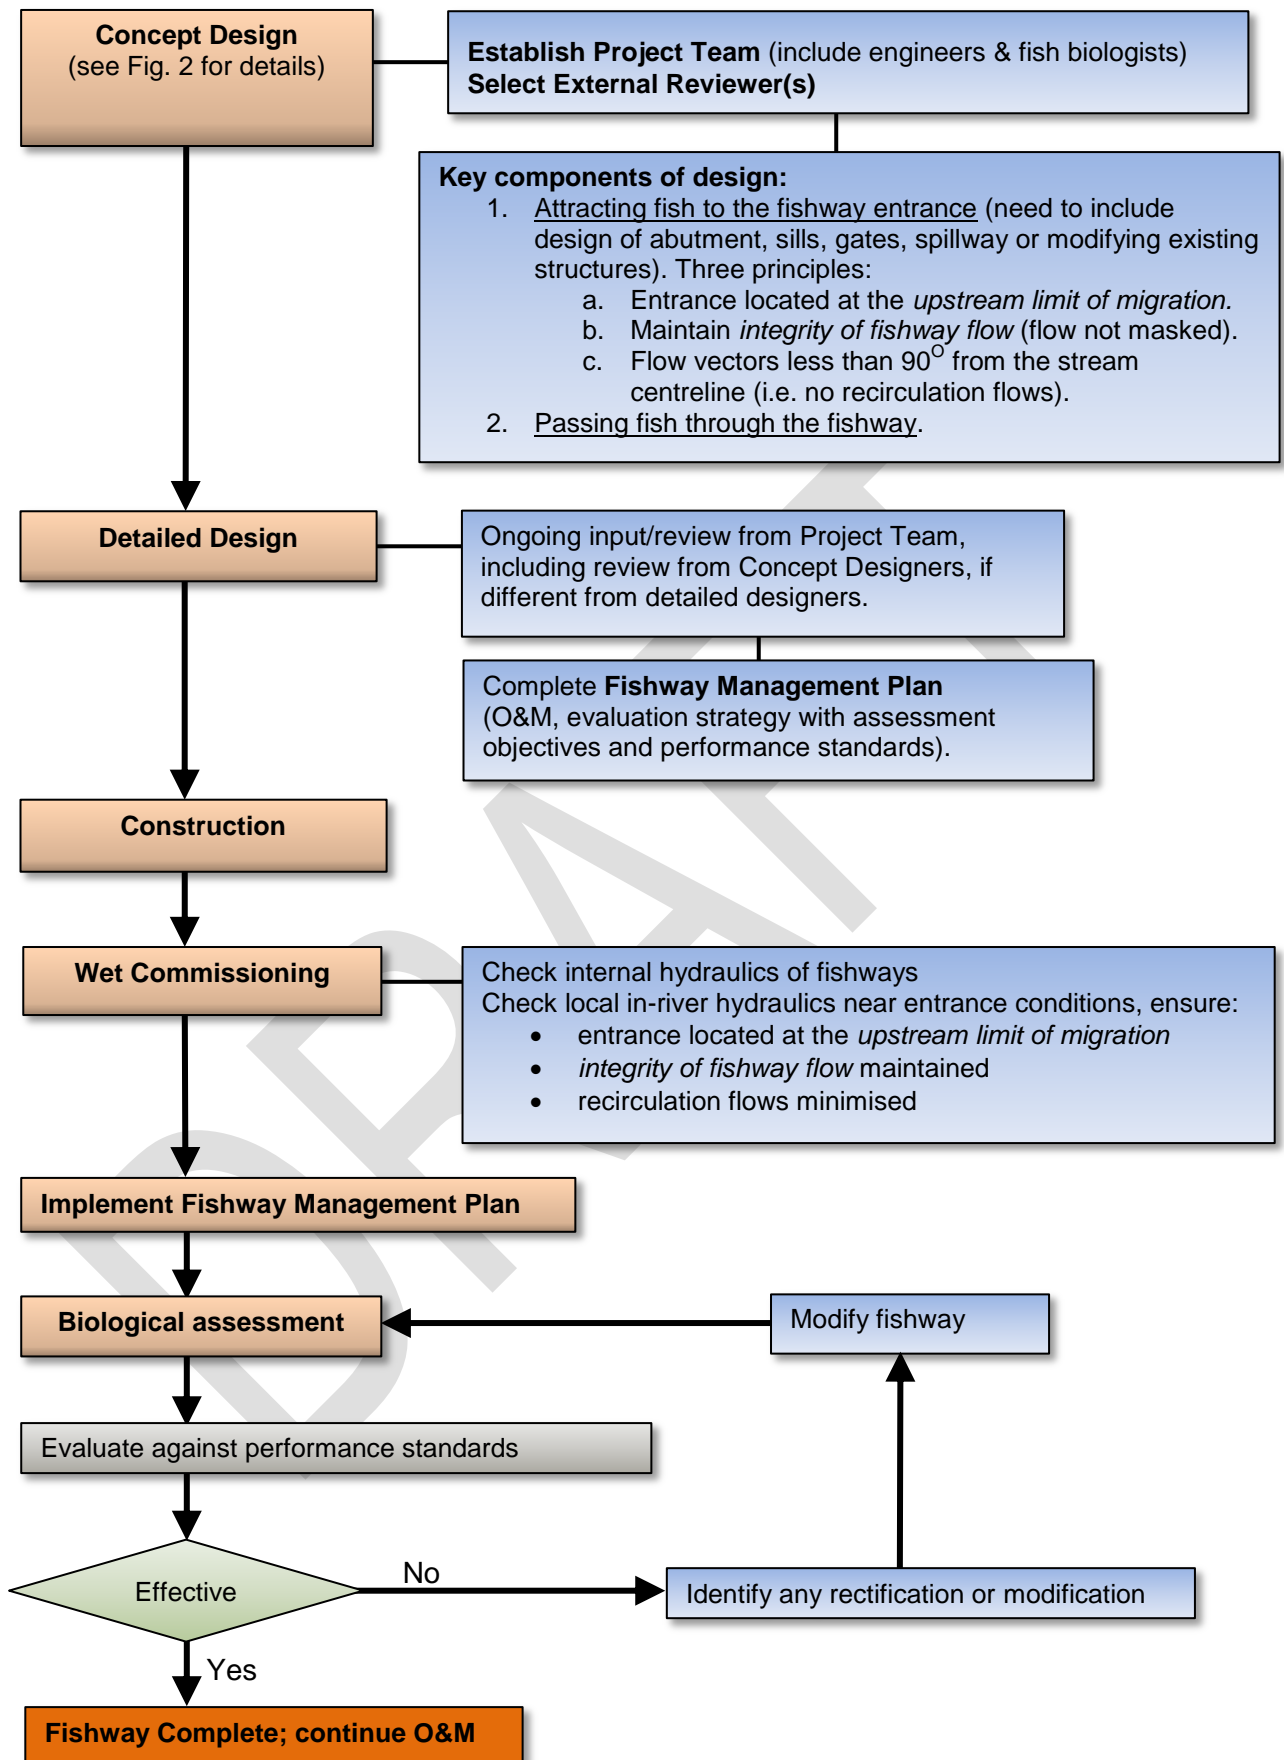 Concept Design
(see Fig. 2 for details)
Establish Project Team (include engineers & fish biologists)
Select External Reviewer(s)
Key components of design:
1. Attracting fish to the fishway entrance (need to include
design of abutment, sills, gates, spillway or modifying existing
structures). Three principles:
a. Entrance located at the upstream limit of migration.
b. Maintain integrity of fishway flow (flow not masked).
c. Flow vectors less than 90O from the stream
centreline (i.e. no recirculation flows).
2. Passing fish through the fishway.
Detailed Design
Ongoing input/review from Project Team,
including review from Concept Designers, if
different from detailed designers.
Complete Fishway Management Plan
(O&M, evaluation strategy with assessment
objectives and performance standards).
Construction
Wet Commissioning
Check internal hydraulics of fishways
Check local in-river hydraulics near entrance conditions, ensure:
• entrance located at the upstream limit of migration
• integrity of fishway flow maintained
• recirculation flows minimised
Implement Fishway Management Plan
Biological assessment
Modify fishway
Evaluate against performance standards
Effective
No
Identify any rectification or modification
Yes
Fishway Complete; continue O&M
DRAFT